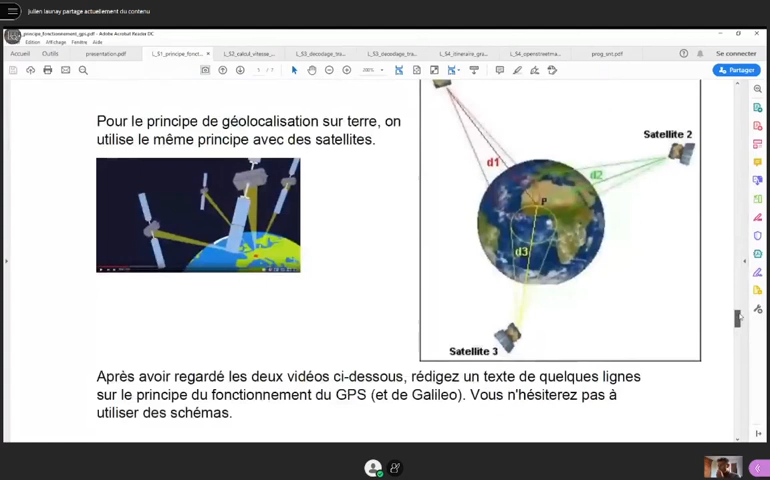 Julien launay partage actuellement du contenu
principe_fonctionnement_gps.pdf - Adobe Acrobat Reader DC
Edition Affichage Fenêtre Aide
Accueil Outils presentation.pdf L_S1_principe_fonct... × L_S2_calcul_vitesse_... L_S3_decodage_tra... L_S3_decodage_tra... L_S4_itineraire_gra... L_S4_openstreetma... prog_snt.pdf Se connecter
1 / 7
Partager
Pour le principe de géolocalisation sur terre, on
utilise le même principe avec des satellites.
Satellite 2
d1
d2
P
d3
Satellite 3
Après avoir regardé les deux vidéos ci-dessous, rédigez un texte de quelques lignes
sur le principe du fonctionnement du GPS (et de Galileo). Vous n'hésiterez pas à
utiliser des schémas.